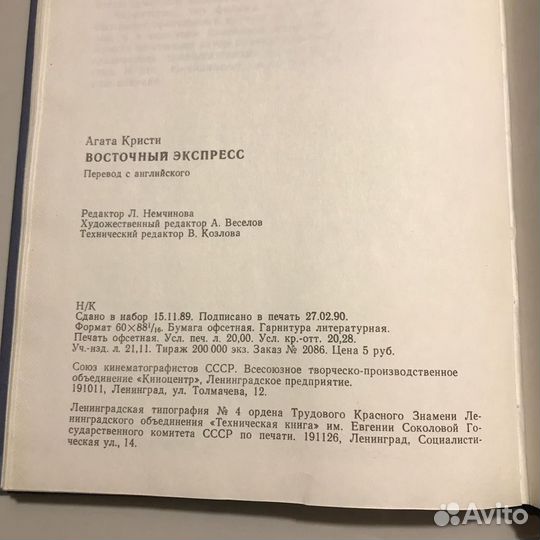 Агата Кристи
ВОСТОЧНЫЙ ЭКСПРЕСС
Перевод с английского
Редактор Л. Немчинова
Художественный редактор А. Веселов
Технический редактор В. Козлова
Н/К
Сдано в набор 15.11.89. Подписано в печать 27.02.90.
Формат 60×88¹/₁₆. Бумага офсетная. Гарнитура литературная.
Печать офсетная. Усл. печ. л. 20,00. Усл. кр.-отт. 20,28.
Уч.-изд. л. 21,11. Тираж 200 000 экз. Заказ № 2086. Цена 5 руб.
Союз кинематографистов СССР. Всесоюзное творческо-производственное
объединение «Киноцентр», Ленинградское предприятие.
191011, Ленинград, ул. Толмачева, 12.
Ленинградская типография № 4 ордена Трудового Красного Знамени Ле-
нинградского объединения «Техническая книга» им. Евгении Соколовой Го-
сударственного комитета СССР по печати. 191126, Ленинград, Социалисти-
ческая ул., 14.
Avito